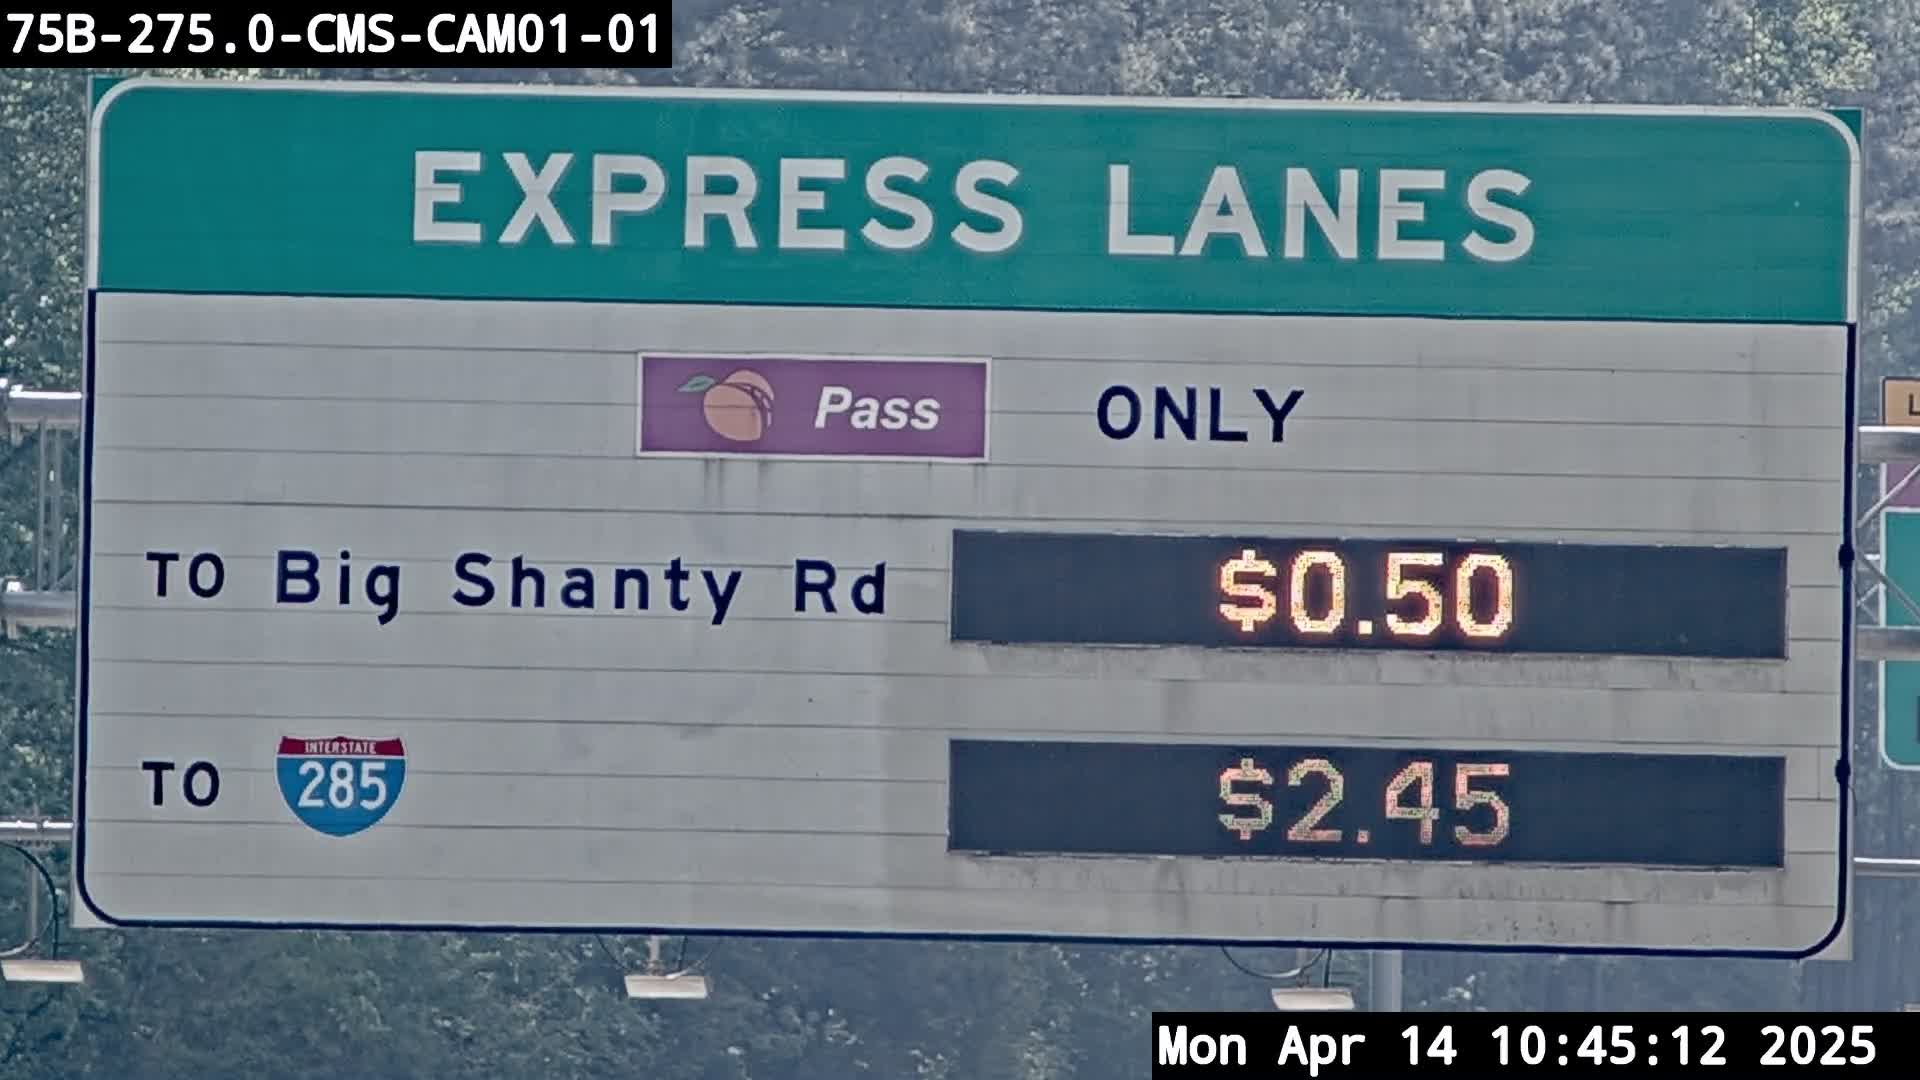 75B-275.0-CMS-CAM01-01
EXPRESS LANES
Pass ONLY
TO Big Shanty Rd $0.50
TO INTERSTATE 285 $2.45
Mon Apr 14 10:45:12 2025